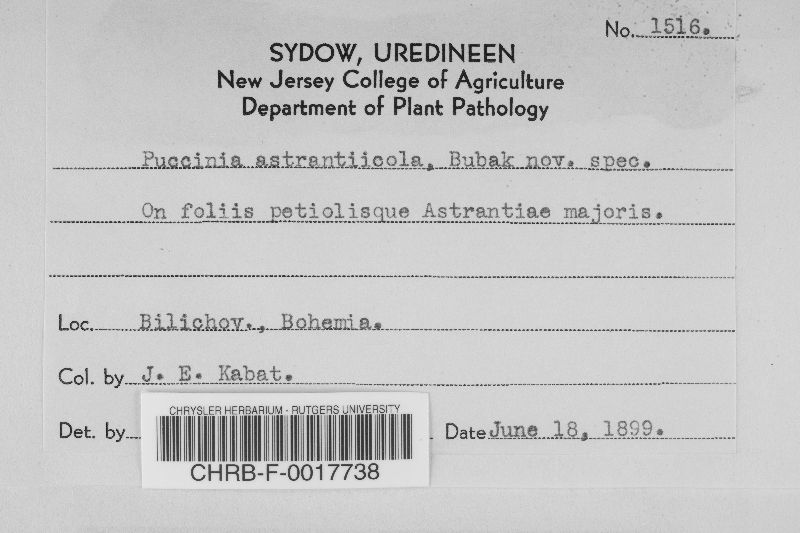 No. 1516.
SYDOW, UREDINEEN
New Jersey College of Agriculture
Department of Plant Pathology
Puccinia astrantiicola, Bubak nov. spec.
On foliis petiolisque Astrantiae majoris.
Loc. Bilichov., Bohemia.
Col. by J. E. Kabat.
Det. by Date June 18, 1899.
CHRYSLER HERBARIUM - RUTGERS UNIVERSITY
CHRB-F-0017738